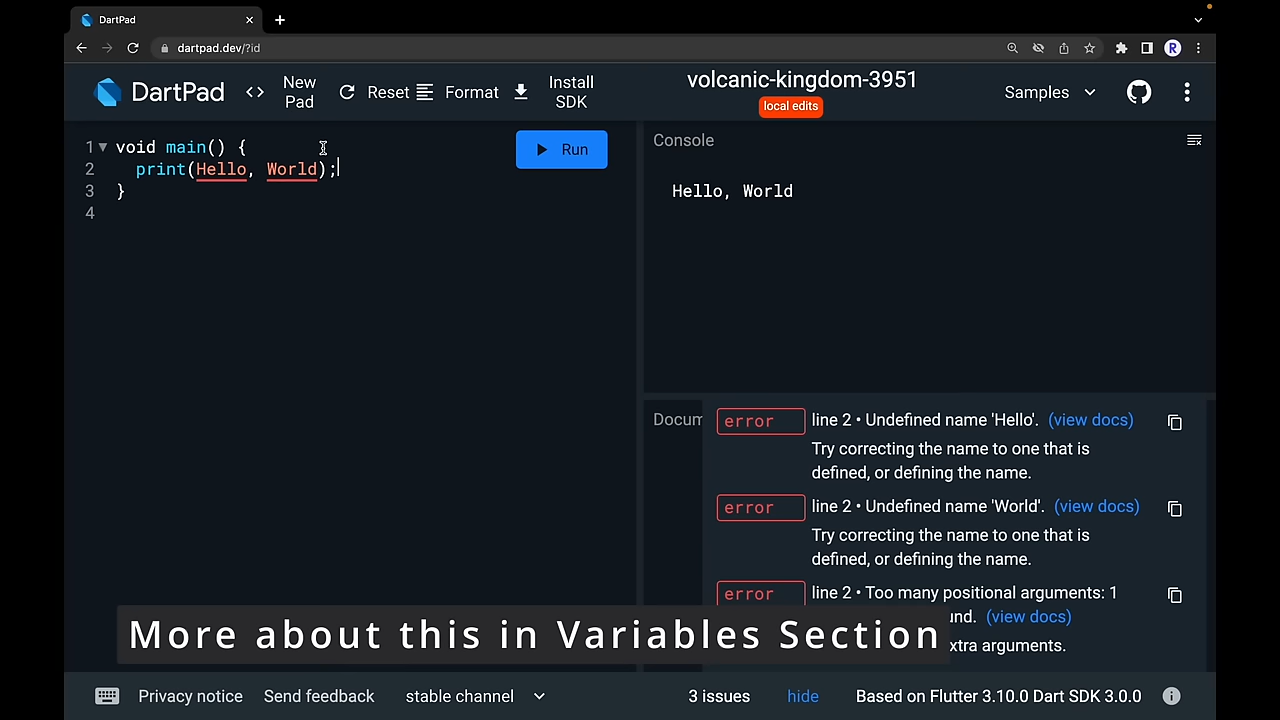 DartPad
dartpad.dev/?id
R
DartPad
<> New Pad
Reset
Format
Install SDK
volcanic-kingdom-3951
local edits
Samples
1 void main() {
2 print(Hello, World);
3 }
4
Run
Console
Hello, World
Docum
error line 2 • Undefined name 'Hello'. (view docs)
Try correcting the name to one that is
defined, or defining the name.
error line 2 • Undefined name 'World'. (view docs)
Try correcting the name to one that is
defined, or defining the name.
error line 2 • Too many positional arguments: 1
und. (view docs)
xtra arguments.
More about this in Variables Section
Privacy notice
Send feedback
stable channel
3 issues
hide
Based on Flutter 3.10.0 Dart SDK 3.0.0